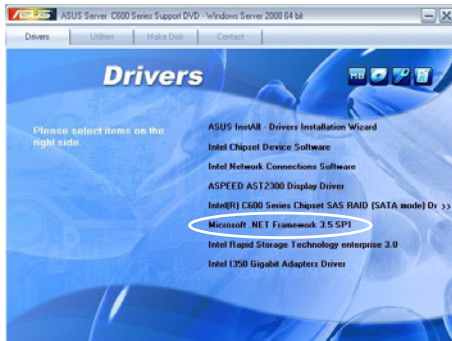 ASUS ASUS Server C600 Series Support DVD - Windows Server 2008 64 bit
Drivers Utilities Make Disk Contact
Drivers
MB
Please select items on the
right side.
ASUS InstAll - Drivers Installation Wizard
Intel Chipset Device Software
Intel Network Connections Software
ASPEED AST2300 Display Driver
Intel(R) C600 Series Chipset SAS RAID (SATA mode) Dr >>
Microsoft .NET Framework 3.5 SP1
Intel Rapid Storage Technology enterprise 3.0
Intel I350 Gigabit Adapters Driver